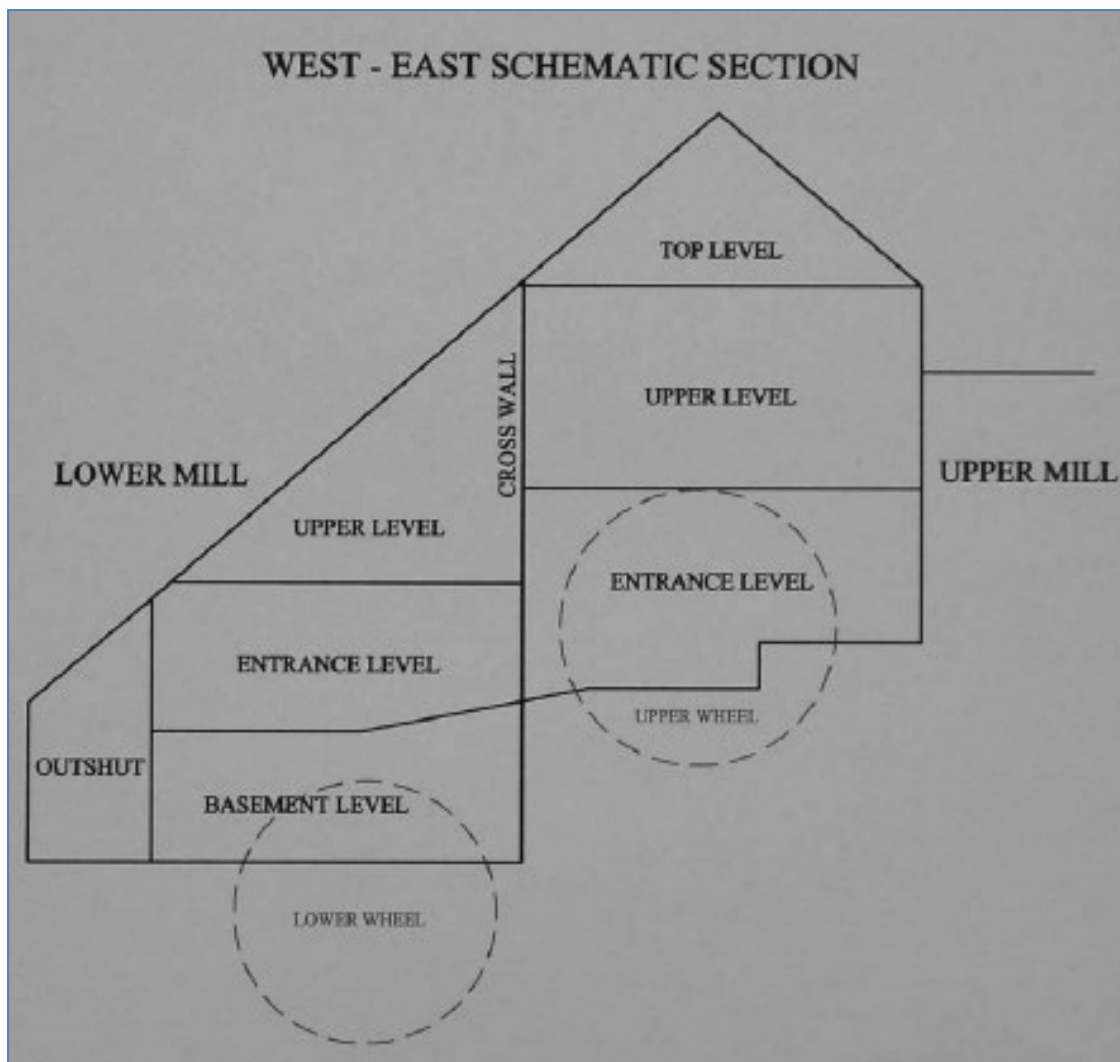 WEST - EAST SCHEMATIC SECTION
TOP LEVEL
CROSS WALL
UPPER LEVEL
LOWER MILL
UPPER MILL
UPPER LEVEL
ENTRANCE LEVEL
ENTRANCE LEVEL
UPPER WHEEL
OUTSHUT
BASEMENT LEVEL
LOWER WHEEL